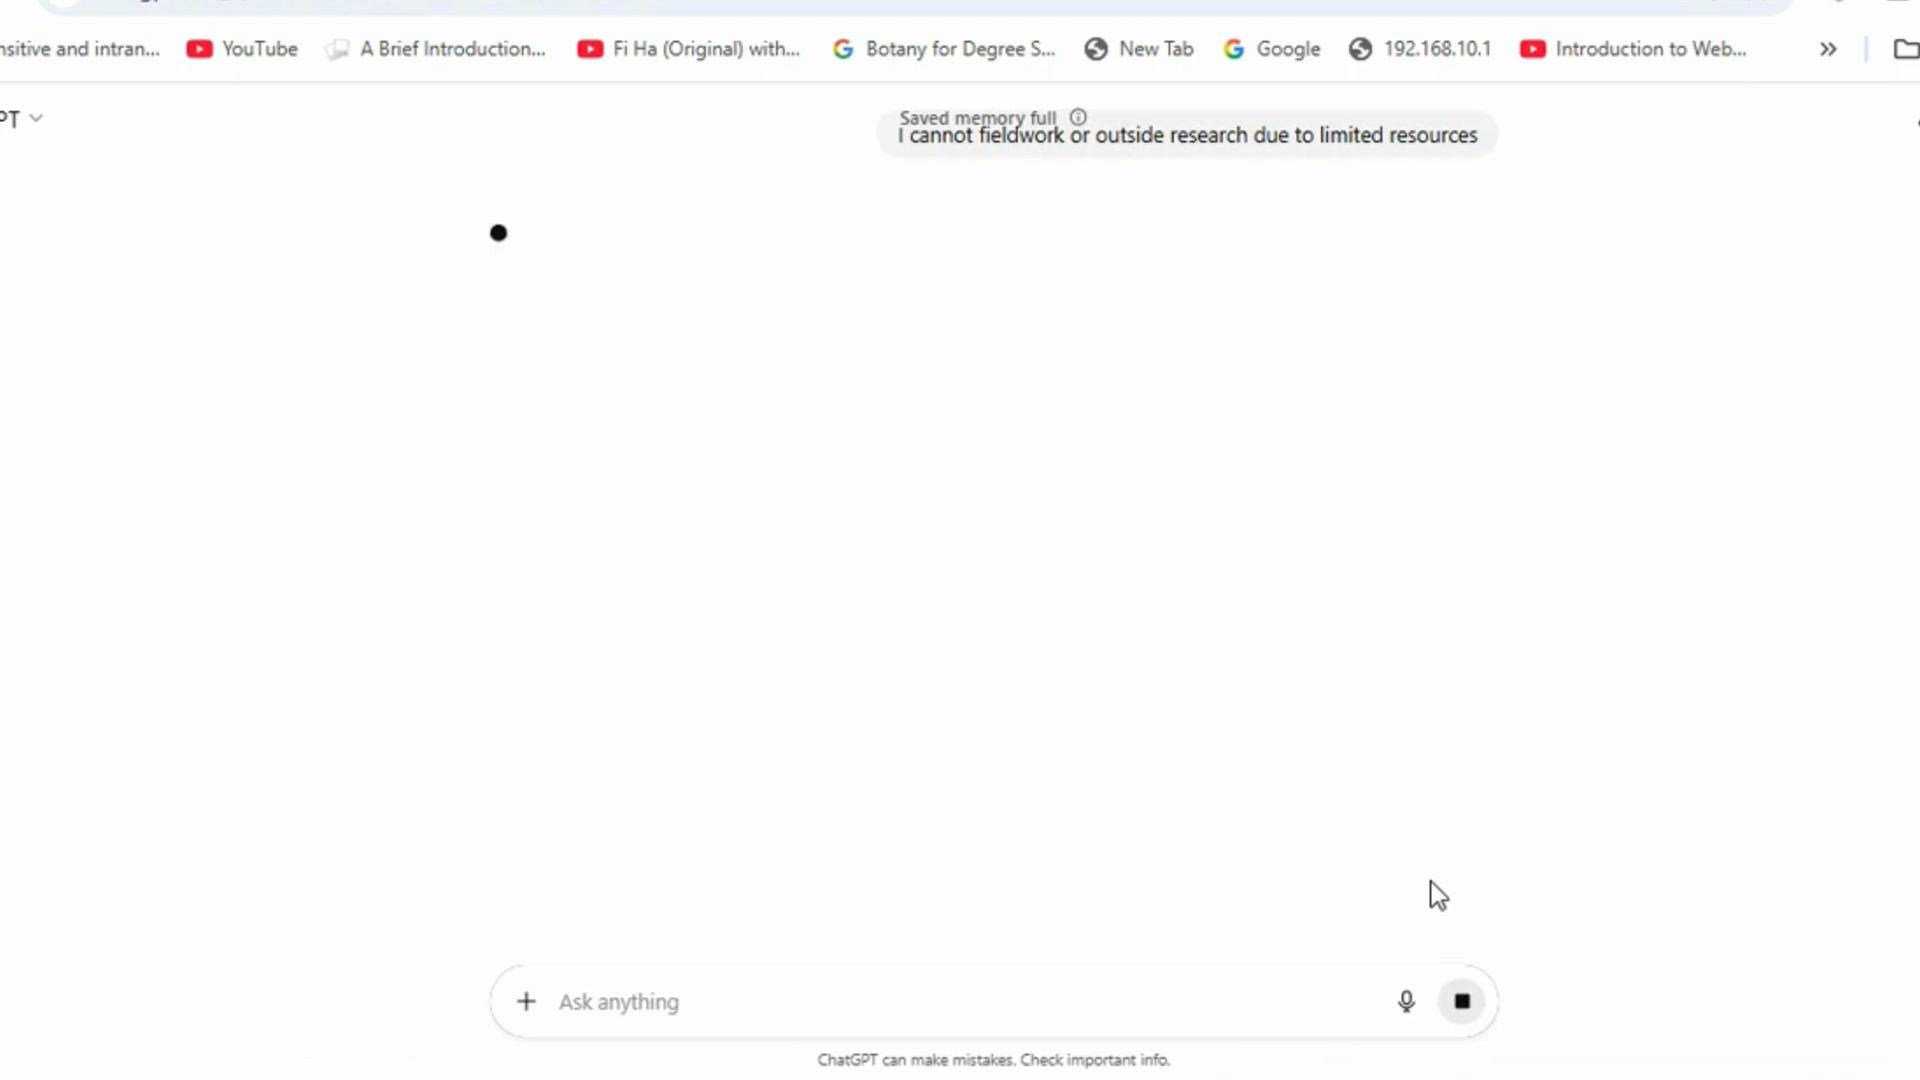 nsitive and intran... YouTube A Brief Introduction... Fi Ha (Original) with... Botany for Degree S... New Tab Google 192.168.10.1 Introduction to Web... »
PT
Saved memory full
I cannot fieldwork or outside research due to limited resources
Ask anything
ChatGPT can make mistakes. Check important info.